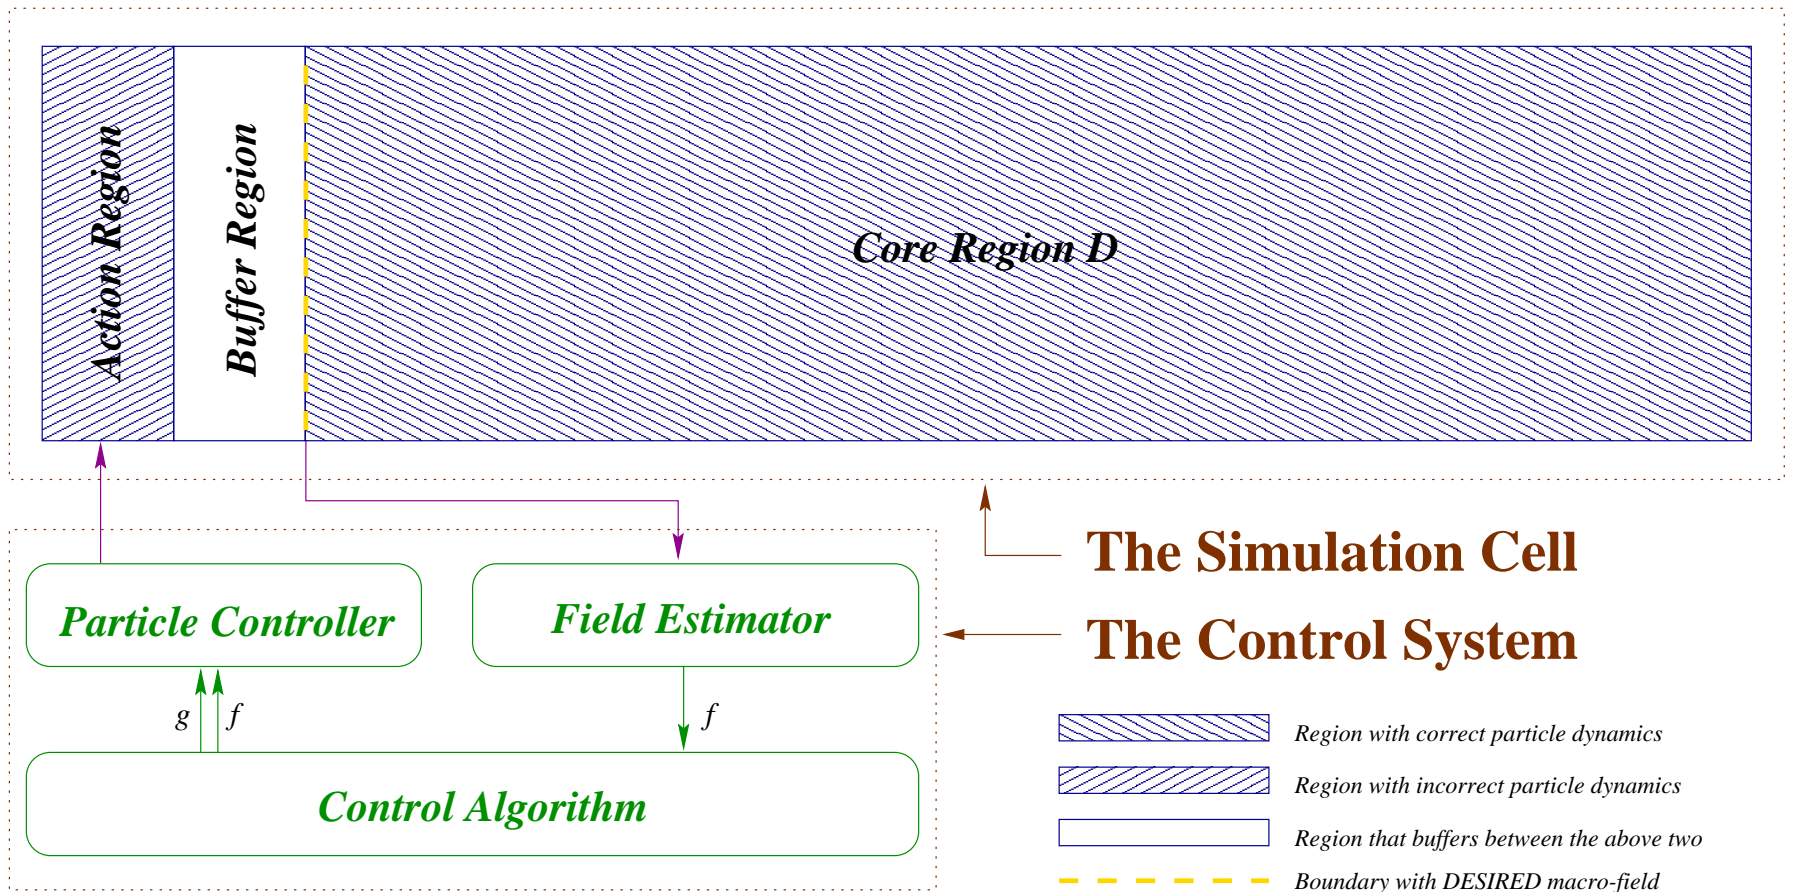 Action Region
Buffer Region
Core Region D
The Simulation Cell
The Control System
Particle Controller
Field Estimator
g f
f
Control Algorithm
Region with correct particle dynamics
Region with incorrect particle dynamics
Region that buffers between the above two
Boundary with DESIRED macro-field